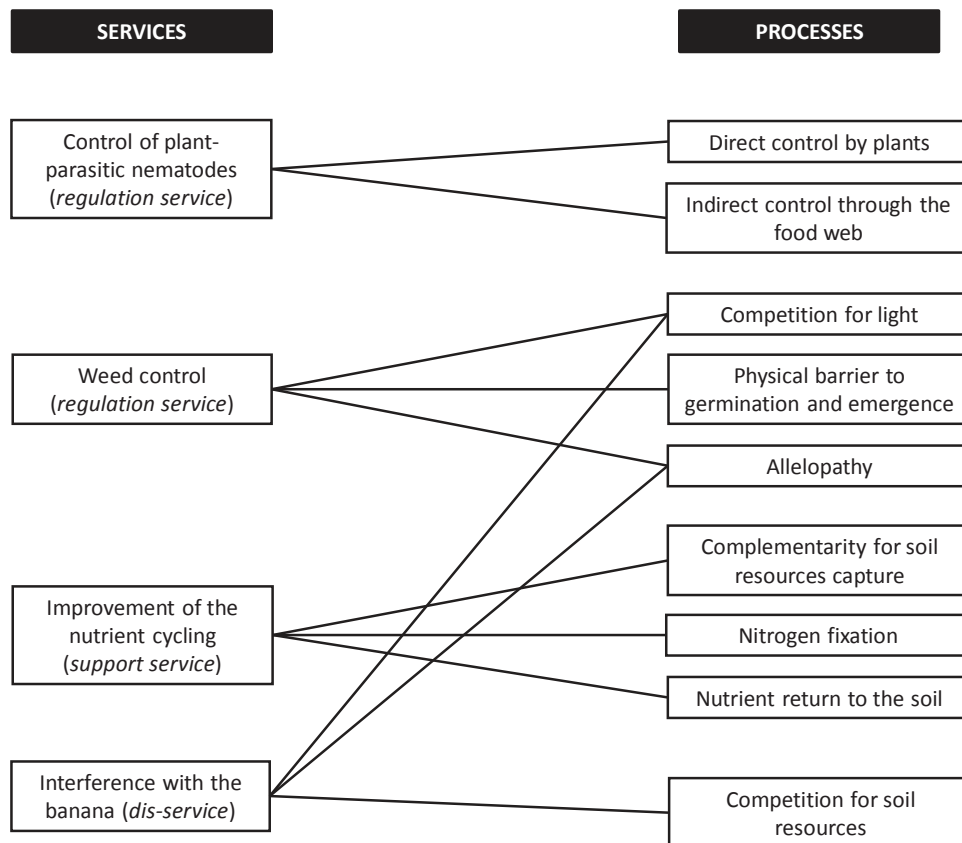 SERVICES
PROCESSES
Control of plant-
parasitic nematodes
(regulation service)
Direct control by plants
Indirect control through the
food web
Competition for light
Weed control
(regulation service)
Physical barrier to
germination and emergence
Allelopathy
Complementarity for soil
resources capture
Improvement of the
nutrient cycling
(support service)
Nitrogen fixation
Nutrient return to the soil
Interference with the
banana (dis-service)
Competition for soil
resources